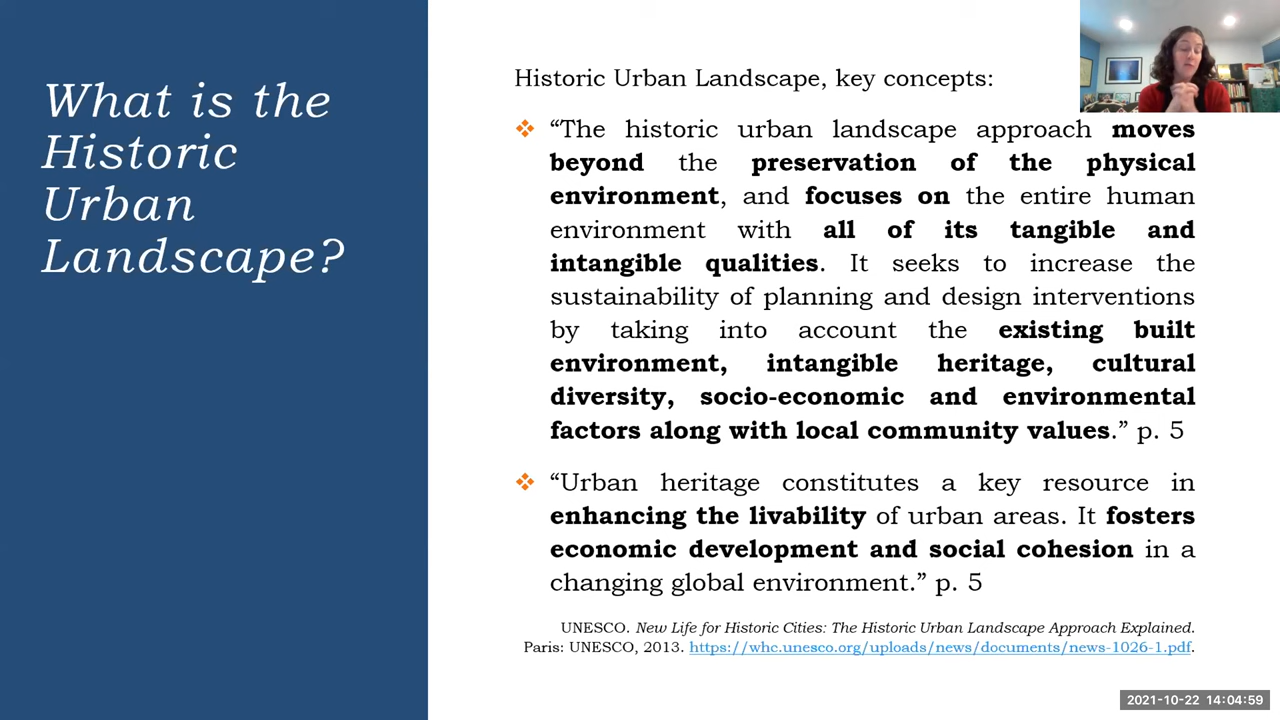 What is the
Historic
Urban
Landscape?
Historic Urban Landscape, key concepts:
“The historic urban landscape approach moves
beyond the preservation of the physical
environment, and focuses on the entire human
environment with all of its tangible and
intangible qualities. It seeks to increase the
sustainability of planning and design interventions
by taking into account the existing built
environment, intangible heritage, cultural
diversity, socio-economic and environmental
factors along with local community values.” p. 5
“Urban heritage constitutes a key resource in
enhancing the livability of urban areas. It fosters
economic development and social cohesion in a
changing global environment.” p. 5
UNESCO. New Life for Historic Cities: The Historic Urban Landscape Approach Explained.
Paris: UNESCO, 2013. https://whc.unesco.org/uploads/news/documents/news-1026-1.pdf.
2021-10-22 14:04:59